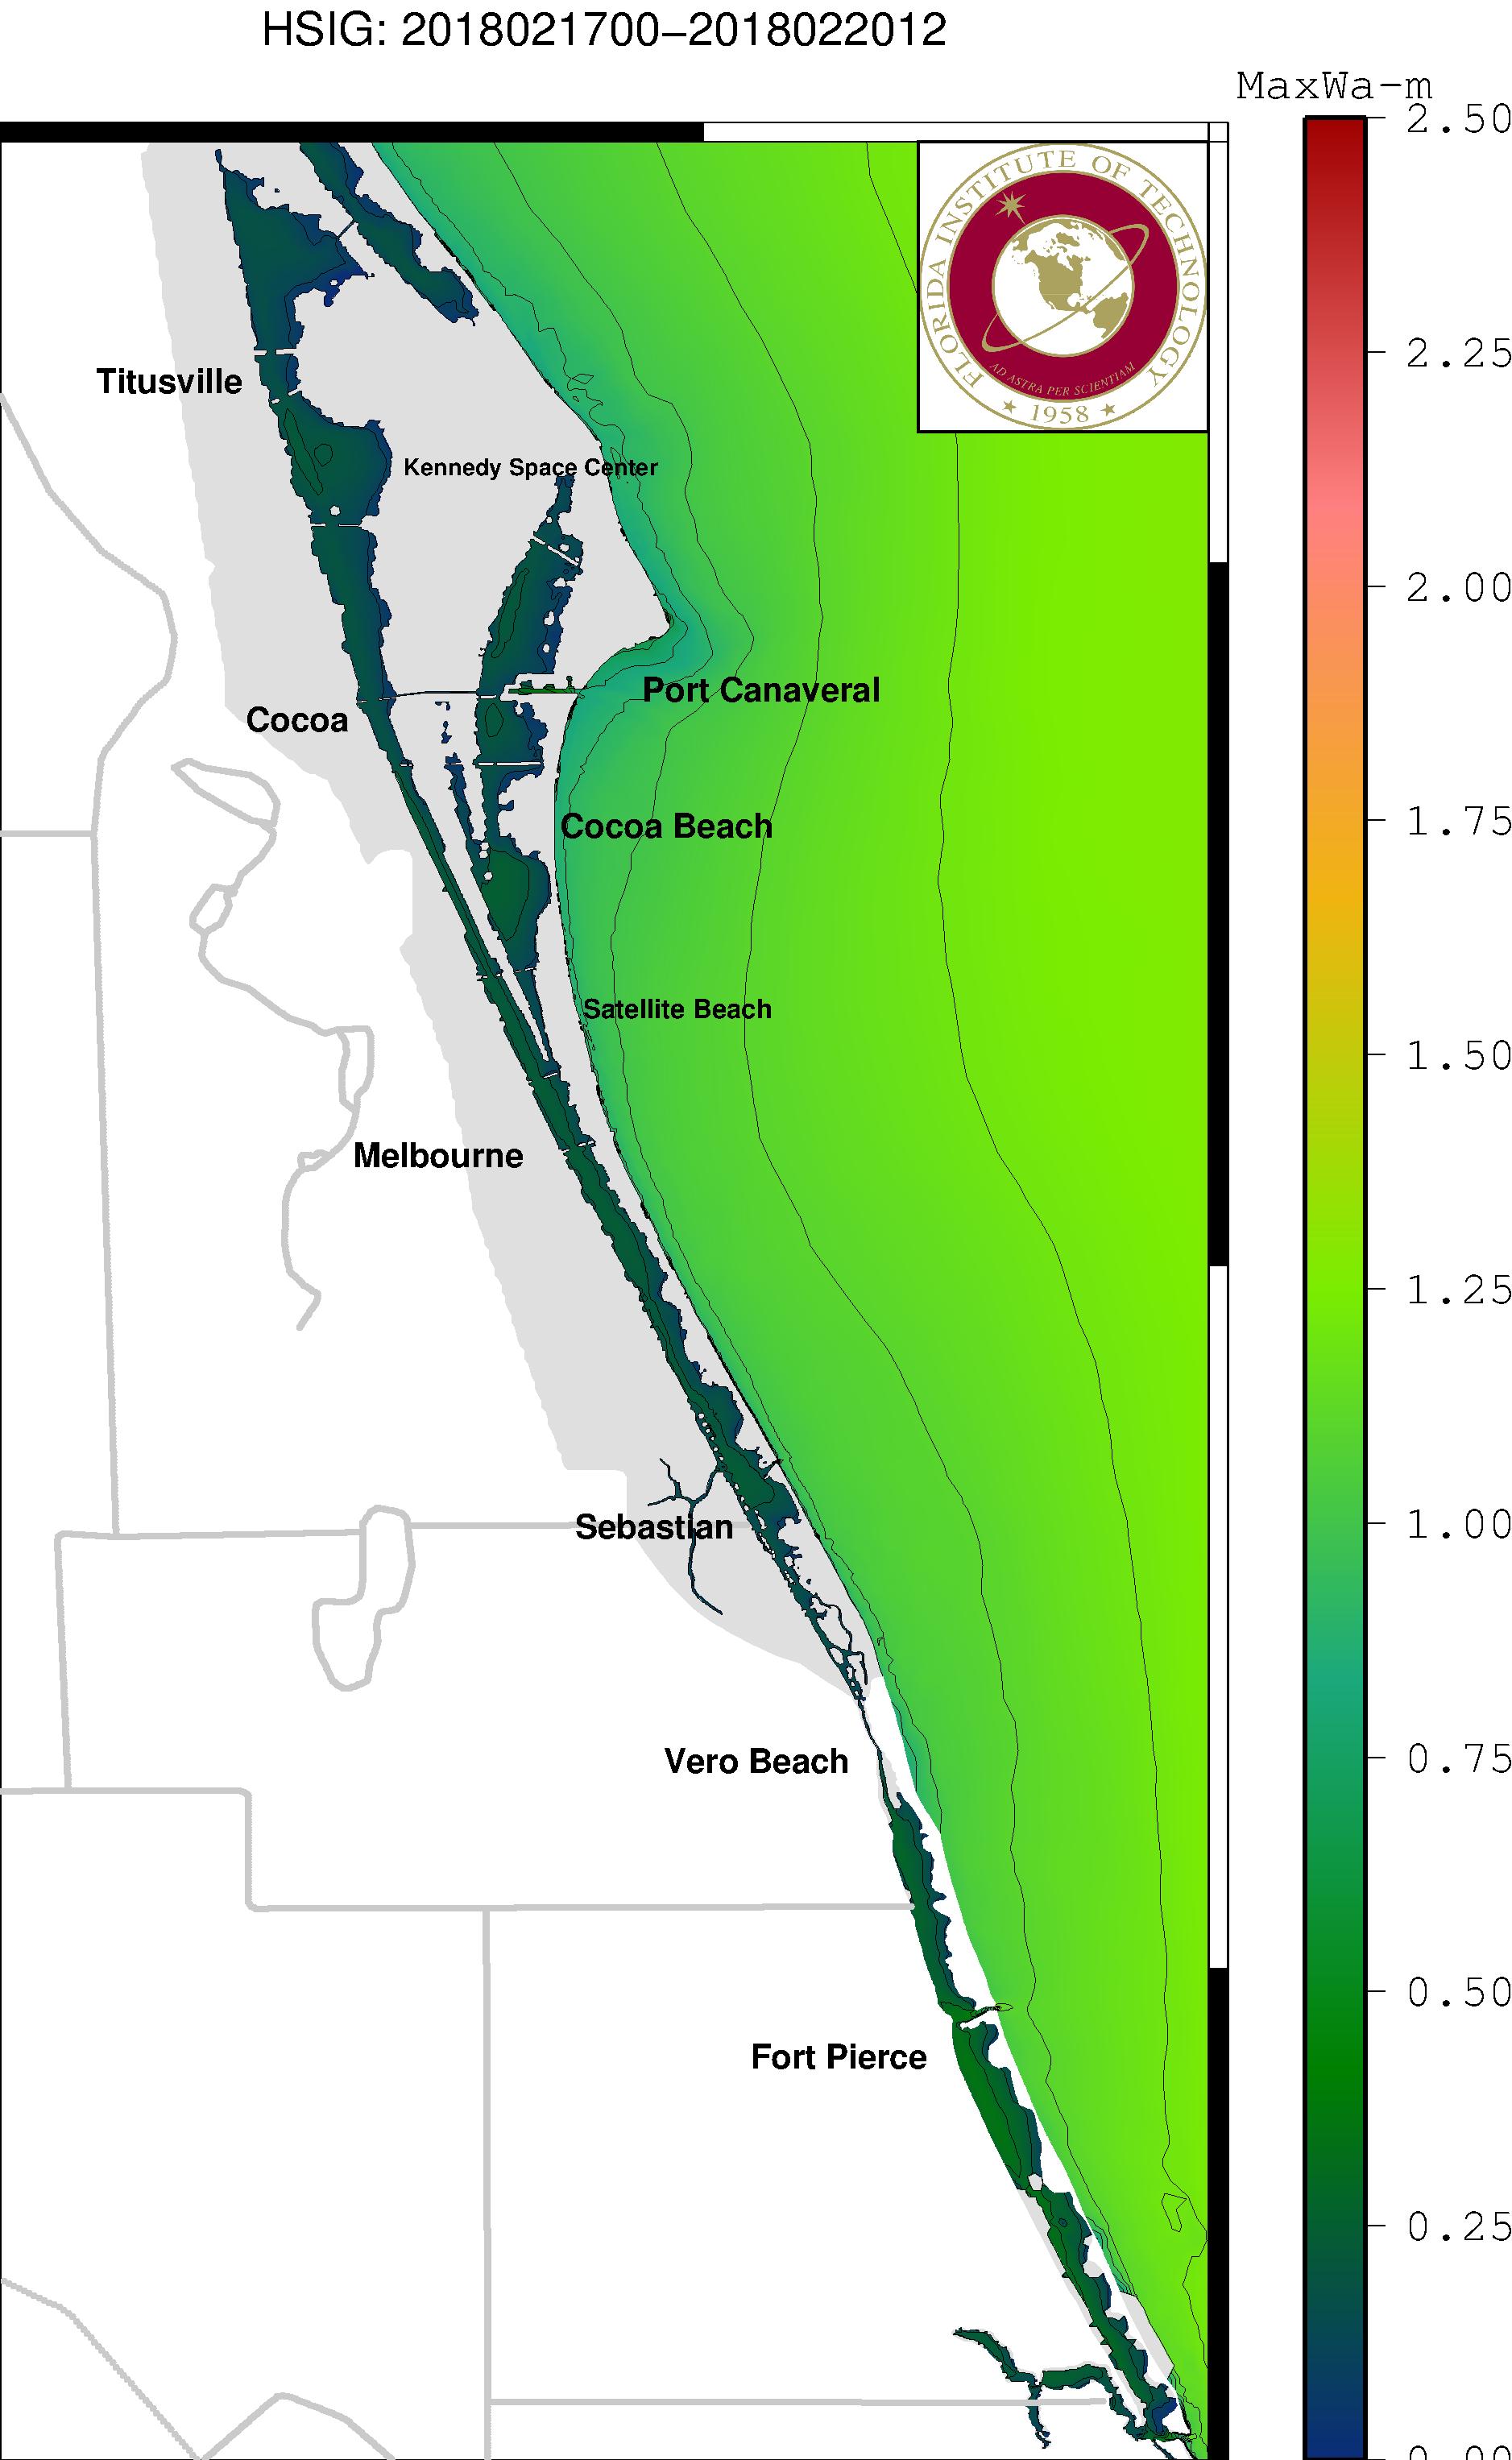 HSIG: 2018021700−2018022012
MaxWa-m
2.50
2.25
2.00
1.75
1.50
1.25
1.00
0.75
0.50
0.25
0.00
FLORIDA INSTITUTE OF TECHNOLOGY
AD ASTRA PER SCIENTIAM
★ 1958 ★
Titusville
Kennedy Space Center
Port Canaveral
Cocoa
Cocoa Beach
Satellite Beach
Melbourne
Sebastian
Vero Beach
Fort Pierce